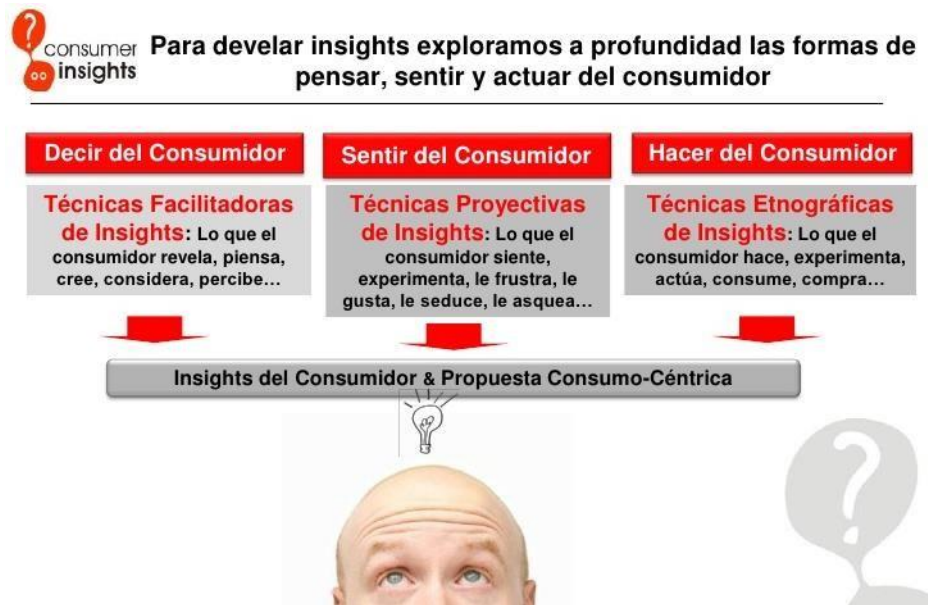 ?
consumer
insights
Para develar insights exploramos a profundidad las formas de
pensar, sentir y actuar del consumidor
Decir del Consumidor
Técnicas Facilitadoras
de Insights: Lo que el
consumidor revela, piensa,
cree, considera, percibe...
Sentir del Consumidor
Técnicas Proyectivas
de Insights: Lo que el
consumidor siente,
experimenta, le frustra, le
gusta, le seduce, le asquea...
Hacer del Consumidor
Técnicas Etnográficas
de Insights: Lo que el
consumidor hace, experimenta,
actúa, consume, compra...
Insights del Consumidor & Propuesta Consumo-Céntrica
?